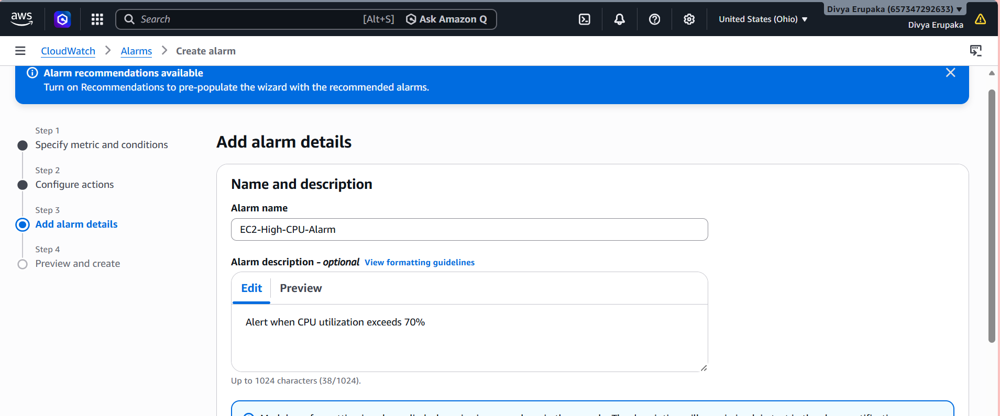 aws
Search [Alt+S] Ask Amazon Q
United States (Ohio) ▼
Divya Erupaka (657347292633) ▼
Divya Erupaka
CloudWatch > Alarms > Create alarm
Alarm recommendations available
Turn on Recommendations to pre-populate the wizard with the recommended alarms.
Step 1
Specify metric and conditions
Step 2
Configure actions
Step 3
Add alarm details
Step 4
Preview and create
Add alarm details
Name and description
Alarm name
EC2-High-CPU-Alarm
Alarm description - optional View formatting guidelines
Edit Preview
Alert when CPU utilization exceeds 70%
Up to 1024 characters (38/1024).